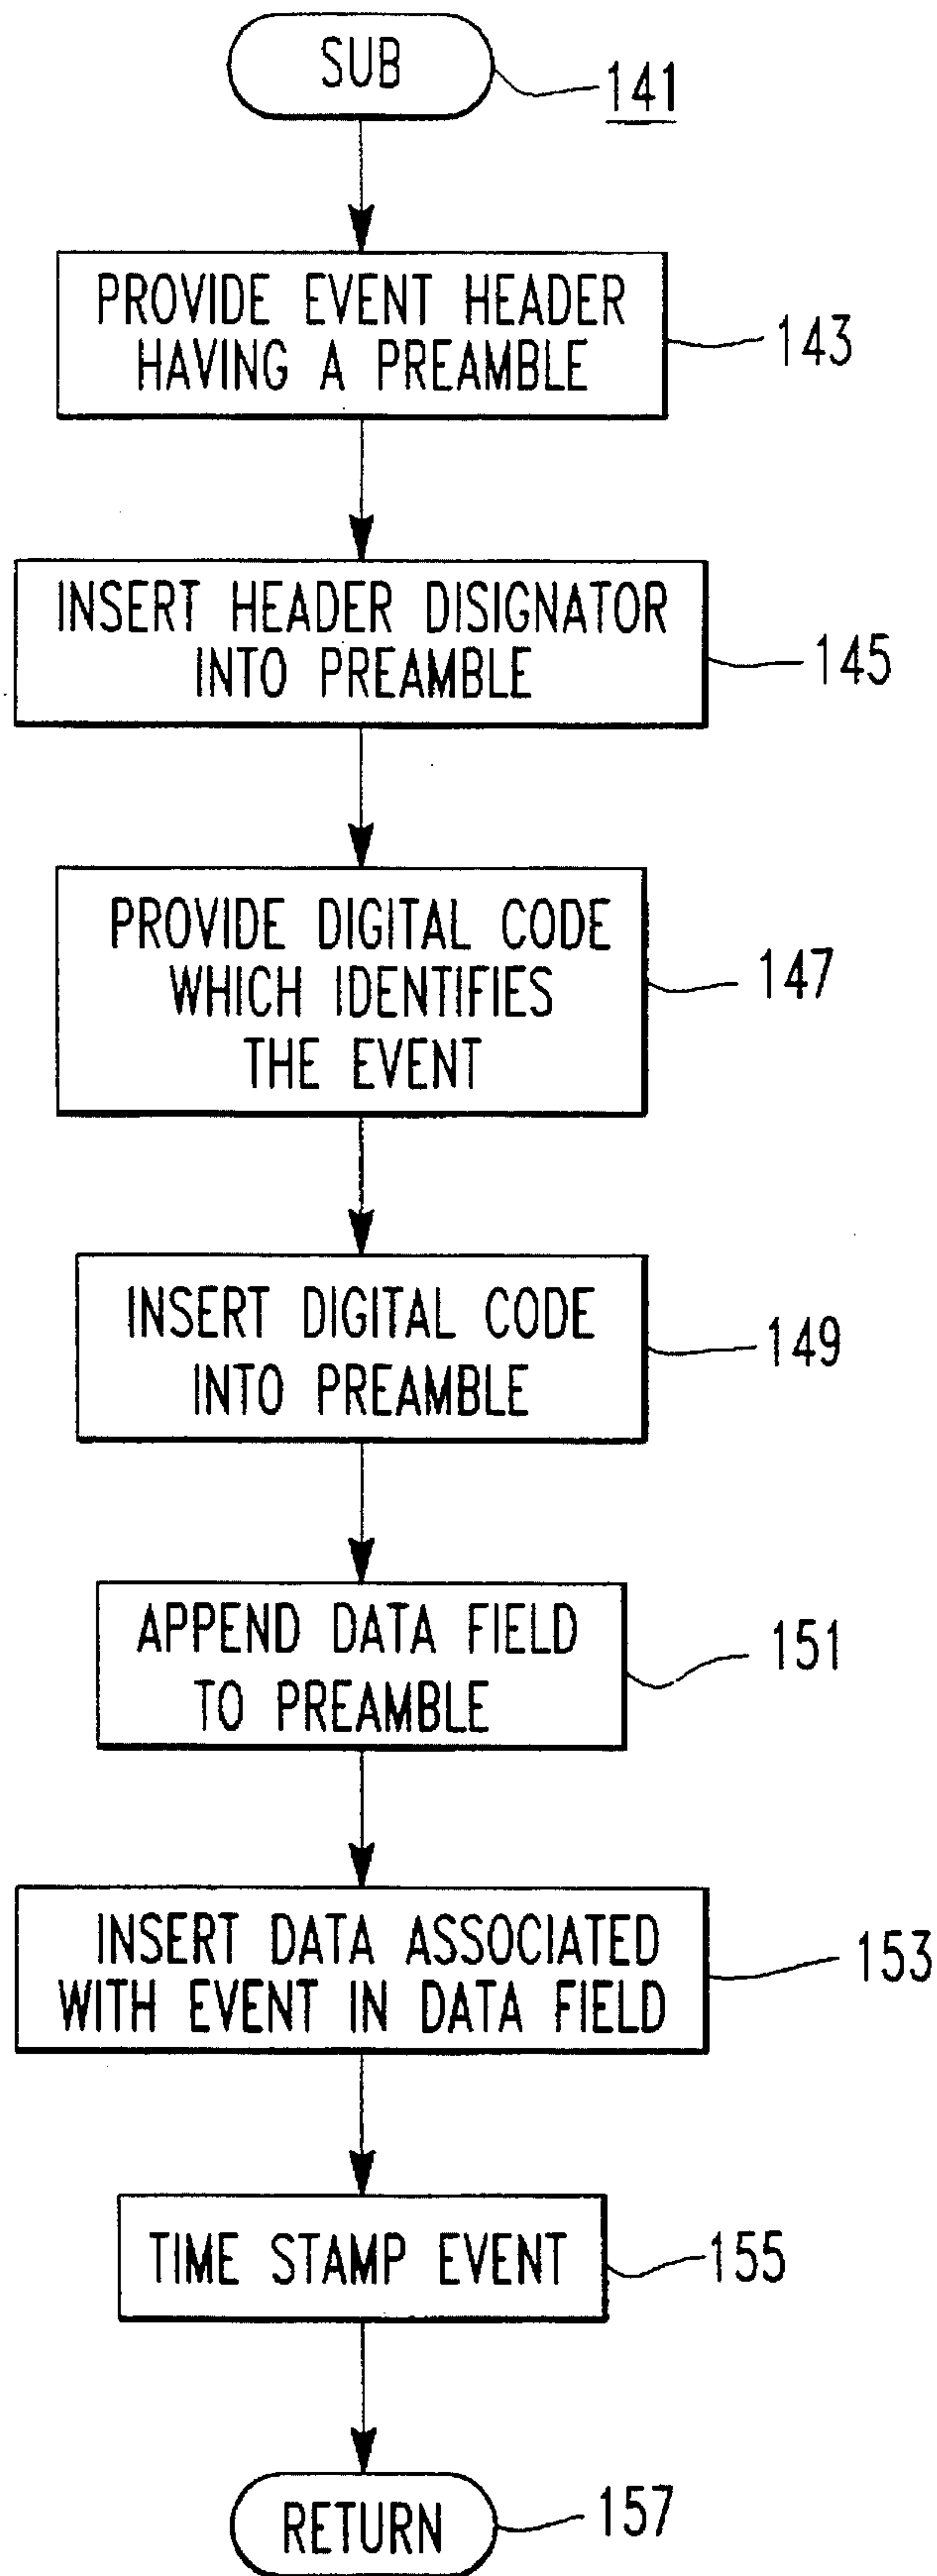 SUB
141
PROVIDE EVENT HEADER
HAVING A PREAMBLE
143
INSERT HEADER DISIGNATOR
INTO PREAMBLE
145
PROVIDE DIGITAL CODE
WHICH IDENTIFIES
THE EVENT
147
INSERT DIGITAL CODE
INTO PREAMBLE
149
APPEND DATA FIELD
TO PREAMBLE
151
INSERT DATA ASSOCIATED
WITH EVENT IN DATA FIELD
153
TIME STAMP EVENT
155
RETURN
157